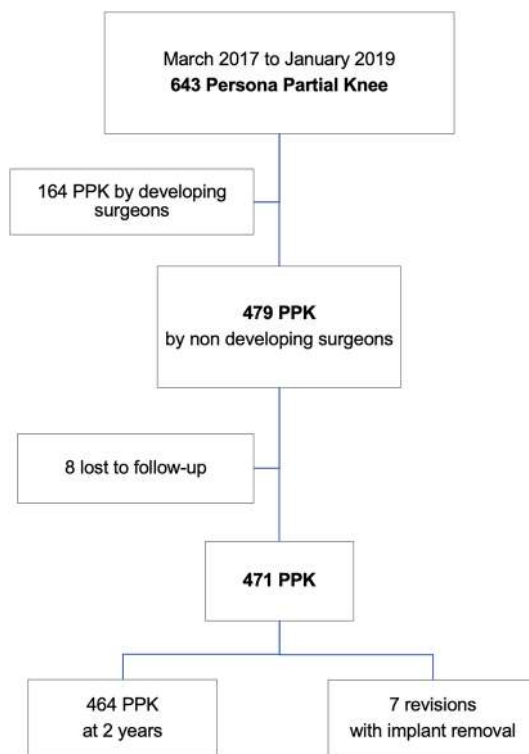 March 2017 to January 2019
643 Persona Partial Knee
164 PPK by developing
surgeons
479 PPK
by non developing surgeons
8 lost to follow-up
471 PPK
464 PPK
at 2 years
7 revisions
with implant removal